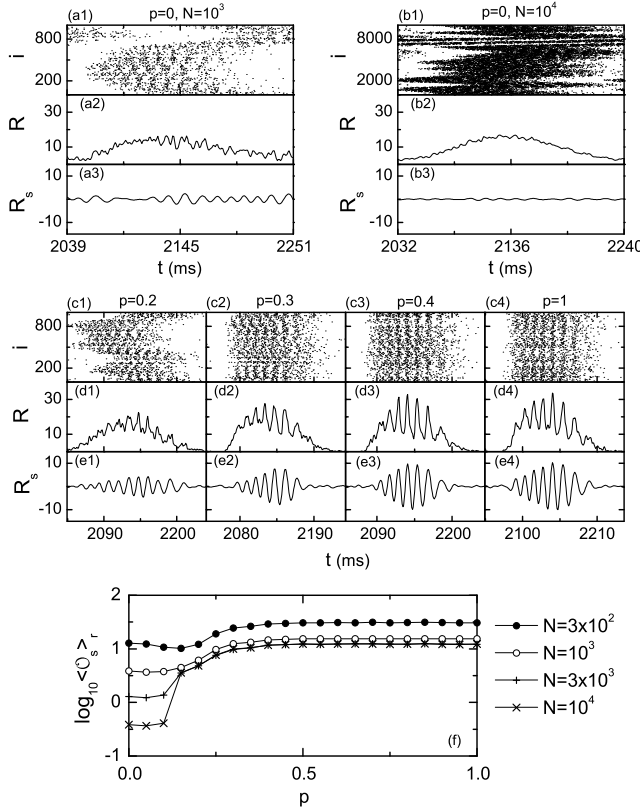 (a1) p=0, N=10³ (b1) p=0, N=10⁴
i 800 200 8000 2000
(a2) (b2)
R 30 10 R 30 10
(a3) (b3)
Rₛ 10 -10 Rₛ 10 -10
2039 2145 2251 2032 2136 2240
t (ms) t (ms)
(c1) p=0.2 (c2) p=0.3 (c3) p=0.4 (c4) p=1
i 800 200
(d1) (d2) (d3) (d4)
R 30 10
(e1) (e2) (e3) (e4)
Rₛ 10 -10
2090 2200 2080 2190 2090 2200 2100 2210
t (ms)
log₁₀<𝒪ₛ>ᵣ
2
1
0
-1
N=3x10²
N=10³
N=3x10³
N=10⁴
(f)
0.0 0.5 1.0
p